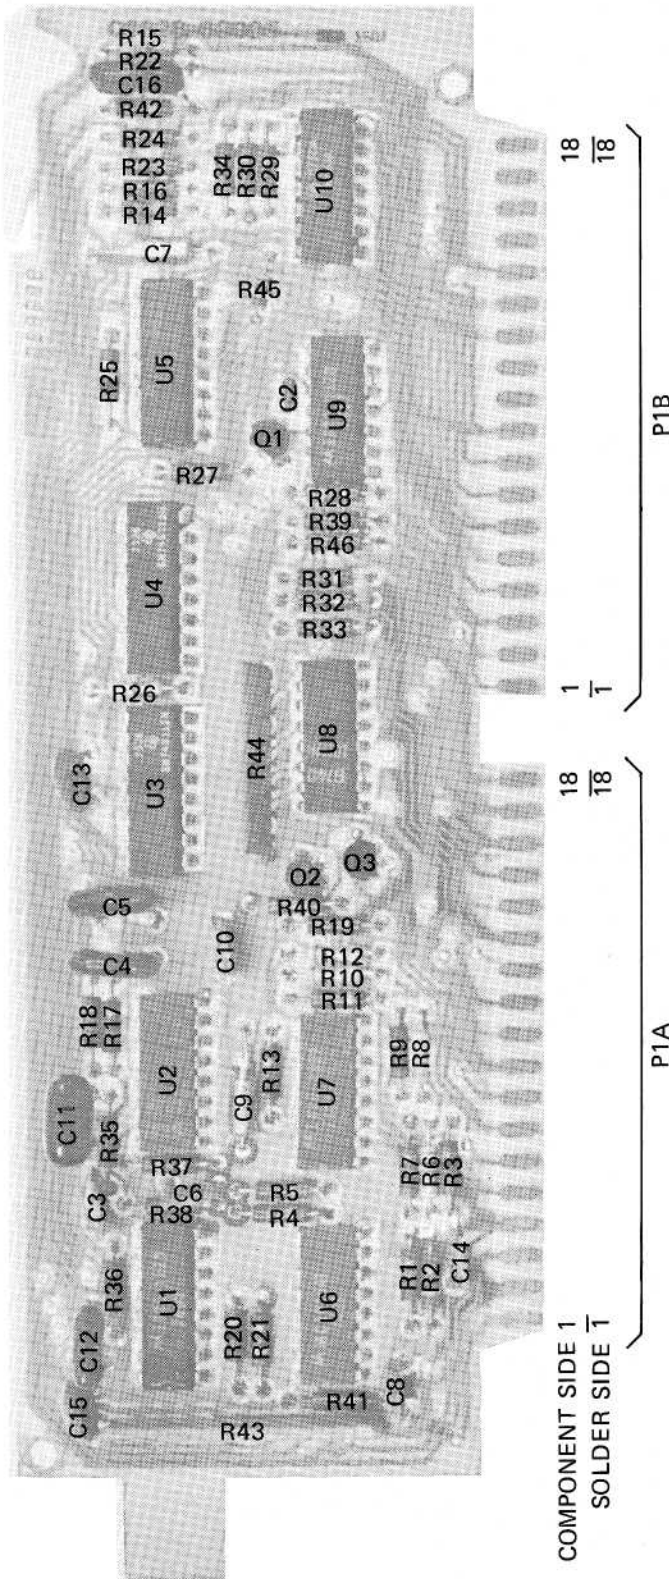 R15
R22
C16
R42
R24
R23
R16
R14
R34
R30
R29
U10
18
18
C7
R45
R25
U5
C2
U9
Q1
R27
R28
R39
R46
P1B
U4
R31
R32
R33
R26
R44
U8
1
1
C13
U3
18
18
Q2
Q3
C5
R40
R19
C10
R12
R10
R11
C4
R18
R17
U2
R13
U7
R9
R8
P1A
C11
R35
C9
R37
C6
R5
R7
R6
R3
C3
R38
R4
R36
U1
R20
R21
U6
R1
R2
C14
C12
C15
R43
R41
C8
COMPONENT SIDE 1
SOLDER SIDE 1